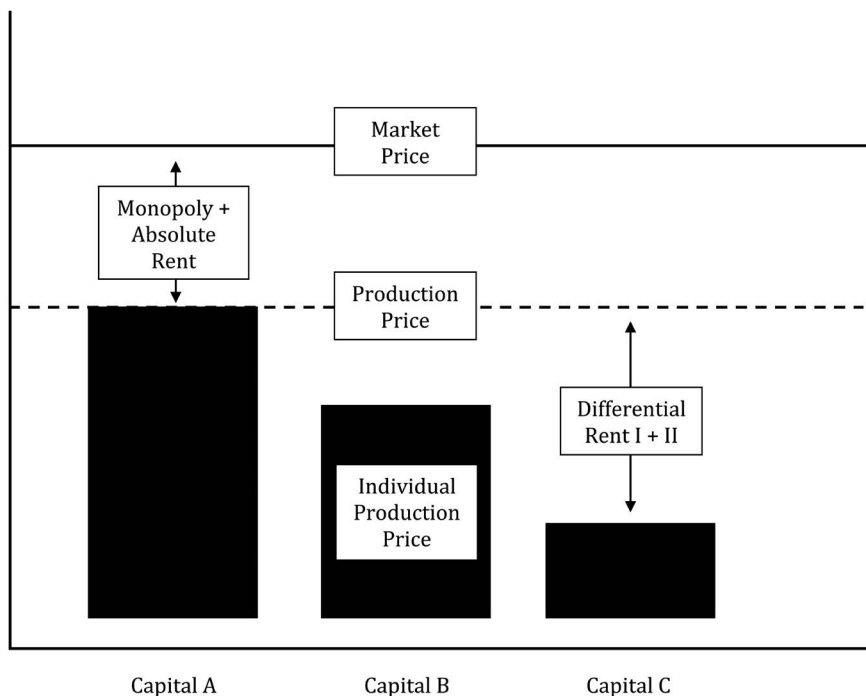 Market
Price
Monopoly +
Absolute
Rent
Production
Price
Differential
Rent I + II
Individual
Production
Price
Capital A
Capital B
Capital C